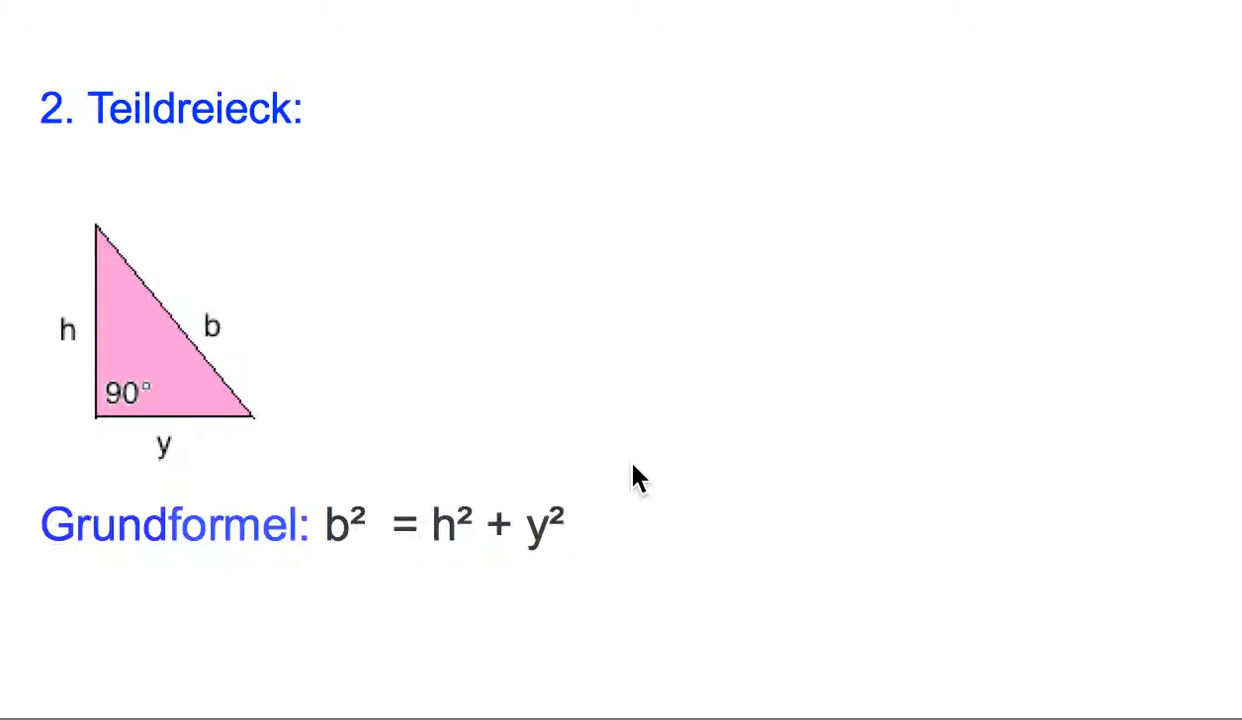 2. Teildreieck:
h
b
90°
y
Grundformel: b² = h² + y²